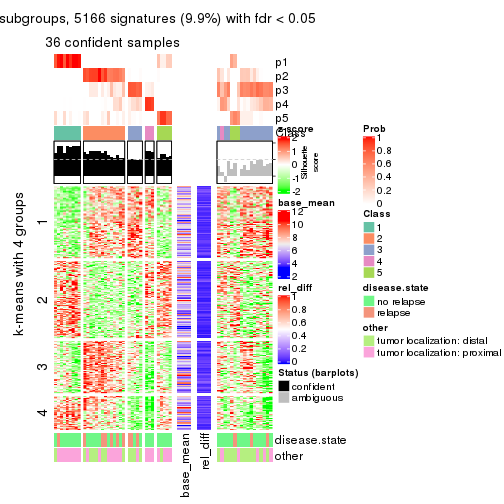 subgroups, 5166 signatures (9.9%) with fdr < 0.05
36 confident samples
p1
p2
p3
p4
p5
Class
Silhouette
score
k-means with 4 groups
1
2
3
4
disease.state
other
base_mean
rel_diff
z-score
2
1
0
-1
-2
base_mean
12
10
8
6
4
2
rel_diff
1
0.8
0.6
0.4
0.2
0
Status (barplots)
confident
ambiguous
Prob
1
0.8
0.6
0.4
0.2
0
Class
1
2
3
4
5
disease.state
no relapse
relapse
other
tumor localization: distal
tumor localization: proximal